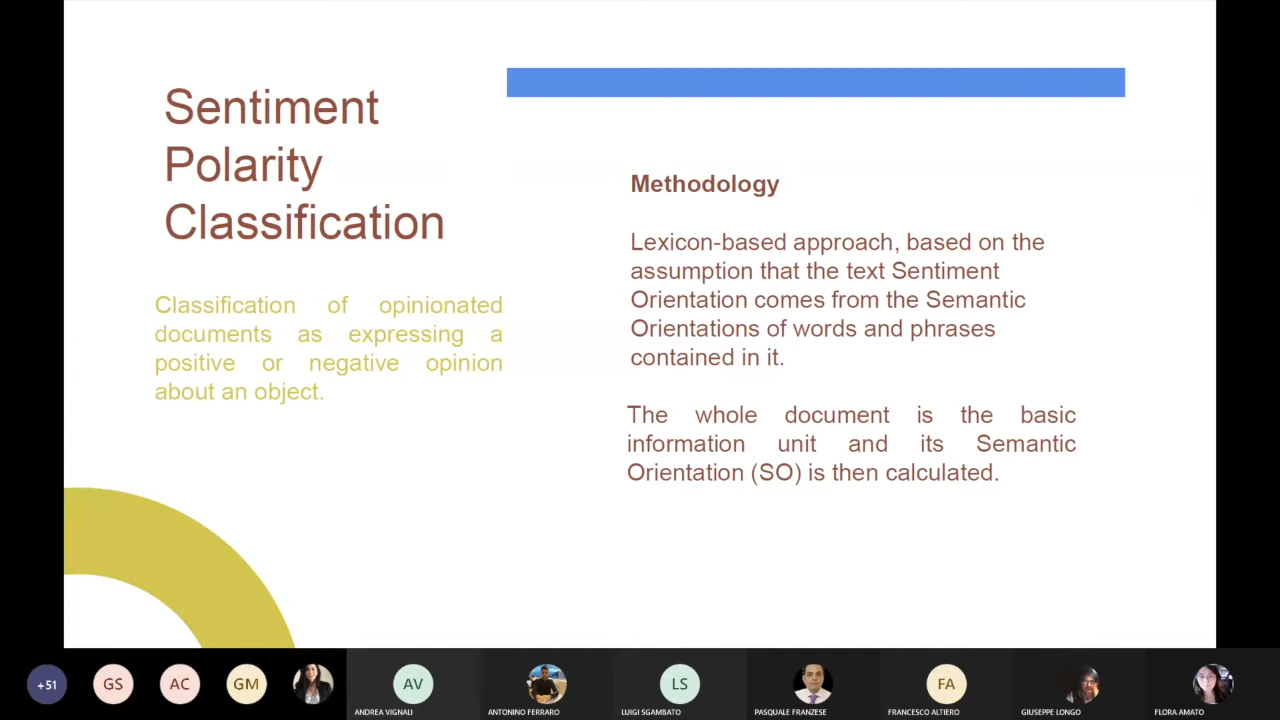 Sentiment
Polarity
Classification
Classification of opinionated
documents as expressing a
positive or negative opinion
about an object.
Methodology
Lexicon-based approach, based on the
assumption that the text Sentiment
Orientation comes from the Semantic
Orientations of words and phrases
contained in it.
The whole document is the basic
information unit and its Semantic
Orientation (SO) is then calculated.
+51
GS
AC
GM
AV
LS
FA
ANDREA VIGNALI
ANTONINO FERRARO
LUIGI SGAMBATO
PASQUALE FRANZESE
FRANCESCO ALTIERO
GIUSEPPE LONGO
FLORA AMATO